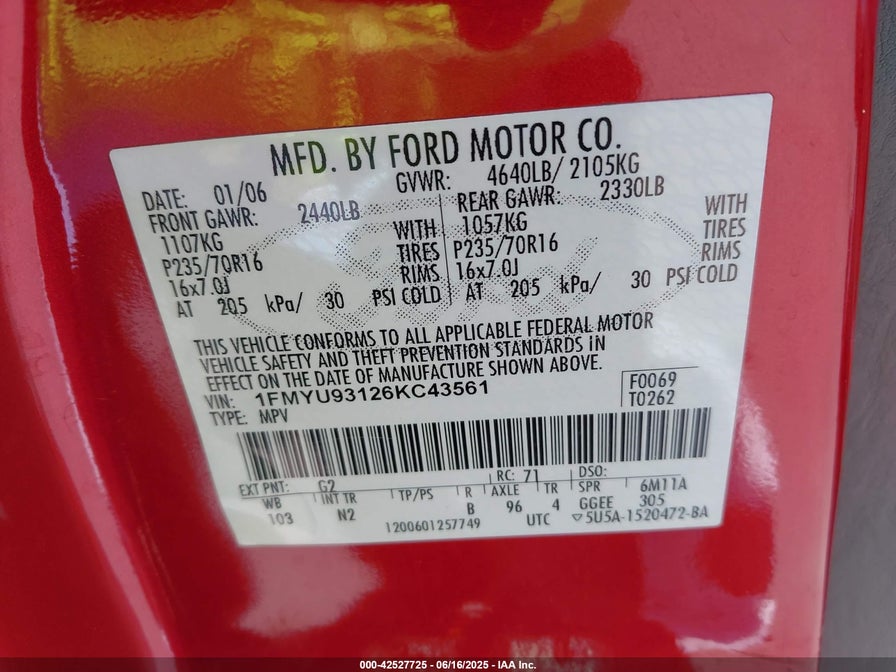 MFD. BY FORD MOTOR CO.
DATE: 01/06 GVWR: 4640LB/ 2105KG
FRONT GAWR: 2440LB REAR GAWR: 2330LB
1107KG WITH 1057KG WITH
P235/70R16 TIRES P235/70R16 TIRES
16x7.0J RIMS 16x7.0J RIMS
AT 205 kPa/ 30 PSI COLD AT 205 kPa/ 30 PSI COLD
THIS VEHICLE CONFORMS TO ALL APPLICABLE FEDERAL MOTOR
VEHICLE SAFETY AND THEFT PREVENTION STANDARDS IN
EFFECT ON THE DATE OF MANUFACTURE SHOWN ABOVE.
VIN: 1FMYU93126KC43561 F0069
TYPE: MPV T0262
EXT PNT: G2 RC: 71 DSO:
WB INT TR TP/PS R AXLE TR SPR 6M11A
103 N2 B 96 4 GGEE 305
1200601257749 UTC ▽5U5A-1520472-BA
000-42527725 - 06/16/2025 - IAA Inc.